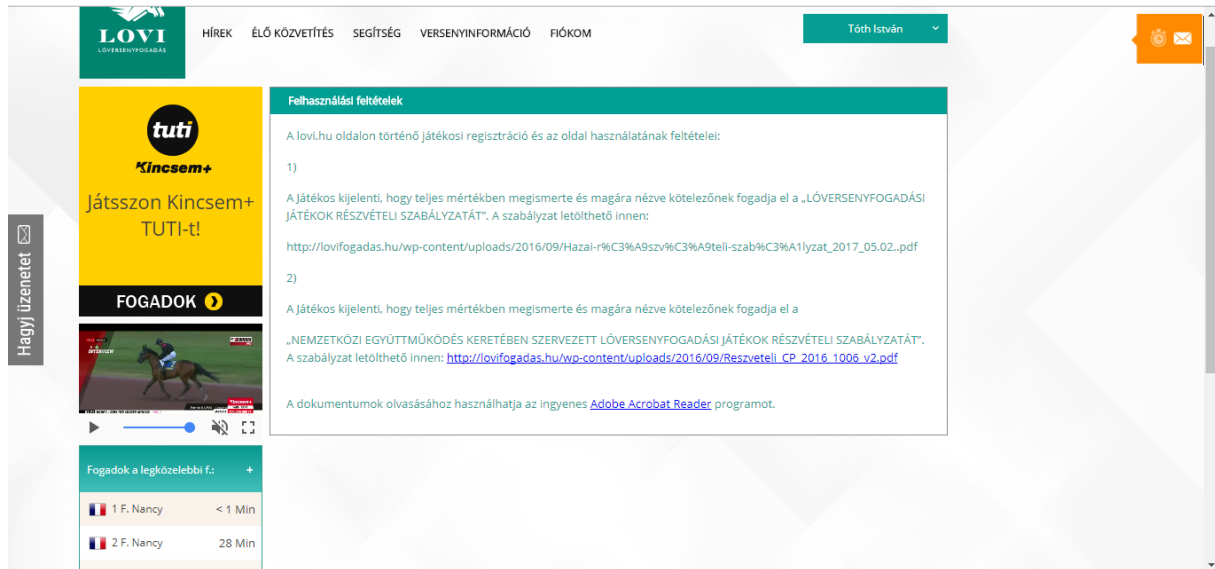 LOVI
LÓVERSENYFOGADÁS
HÍREK ÉLŐ KÖZVETÍTÉS SEGÍTSÉG VERSENYINFORMÁCIÓ FIÓKOM
Tóth István
Hagyj üzenetet
tuti
Kincsem+
Játsszon Kincsem+
TUTI-t!
FOGADOK
Felhasználási feltételek
A lovi.hu oldalon történő játékosi regisztráció és az oldal használatának feltételei:
1)
A Játékos kijelenti, hogy teljes mértékben megismerte és magára nézve kötelezőnek fogadja el a „LÓVERSENYFOGADÁSI
JÁTÉKOK RÉSZVÉTELI SZABÁLYZATÁT”. A szabályzat letölthető innen:
http://lovifogadas.hu/wp-content/uploads/2016/09/Hazai-r%C3%A9szv%C3%A9teli-szab%C3%A1lyzat_2017_05.02..pdf
2)
A Játékos kijelenti, hogy teljes mértékben megismerte és magára nézve kötelezőnek fogadja el a
„NEMZETKÖZI EGYÜTTMŰKÖDÉS KERETÉBEN SZERVEZETT LÓVERSENYFOGADÁSI JÁTÉKOK RÉSZVÉTELI SZABÁLYZATÁT”.
A szabályzat letölthető innen: http://lovifogadas.hu/wp-content/uploads/2016/09/Reszveteli_CP_2016_1006_v2.pdf
A dokumentumok olvasásához használhatja az ingyenes Adobe Acrobat Reader programot.
Fogadok a legközelebbi f.: +
1 F. Nancy < 1 Min
2 F. Nancy 28 Min